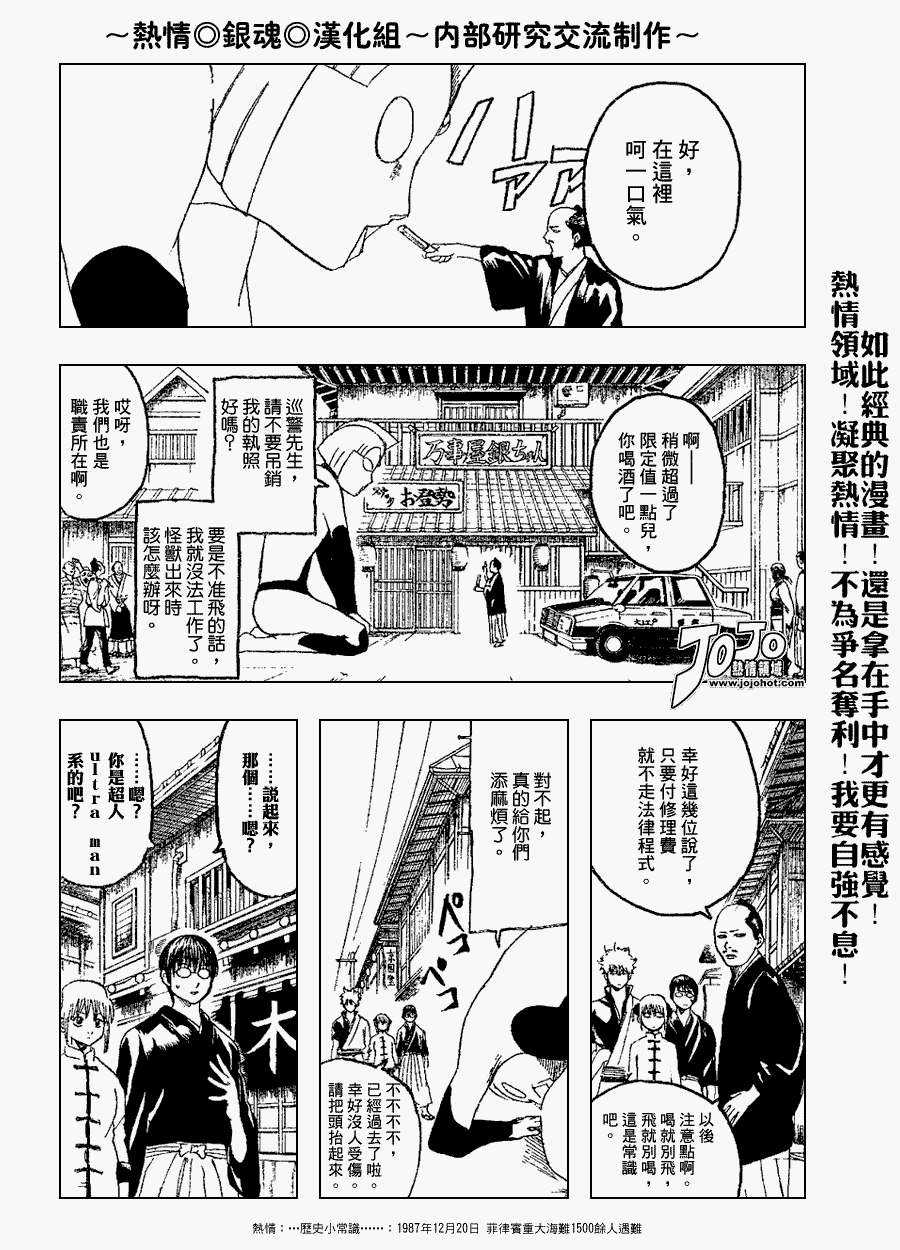 ～熱情◎銀魂◎漢化組～内部研究交流制作～
好，
在這裡
呵一口氣。
啊——
稍微超過了
限定值一點兒，
你喝酒了吧。
万事屋銀ちゃん
スナック お登勢
巡警先生，
請不要吊銷
我的執照
好嗎？
要是不准飛的話，
我就沒法工作了。
怪獸出來時
該怎麼辦呀
哎呀，
我們也是
職責所在啊。
大江戶
JOJO
熱情領域
www.jojohot.com
幸好這幾位說了，
只要付修理費
就不走法律程式。
以後
注意點啊。
喝就別飛，
飛就別喝，
這是常識
吧。
對不起，
真的給你們
添麻煩了。
ペコ
ペコ
不不不不，
已經過去了啦。
幸好沒人受傷。
請把頭抬起來。
……說起來，
那個……嗯？
……嗯？
你是超人
ultra man
系的吧？
木
如此經典的漫畫！還是拿在手中才更有感覺！
熱情領域！凝聚熱情！不為爭名奪利！我要自強不息！
熱情：…歷史小常識……：1987年12月20日 菲律賓重大海難1500餘人遇難